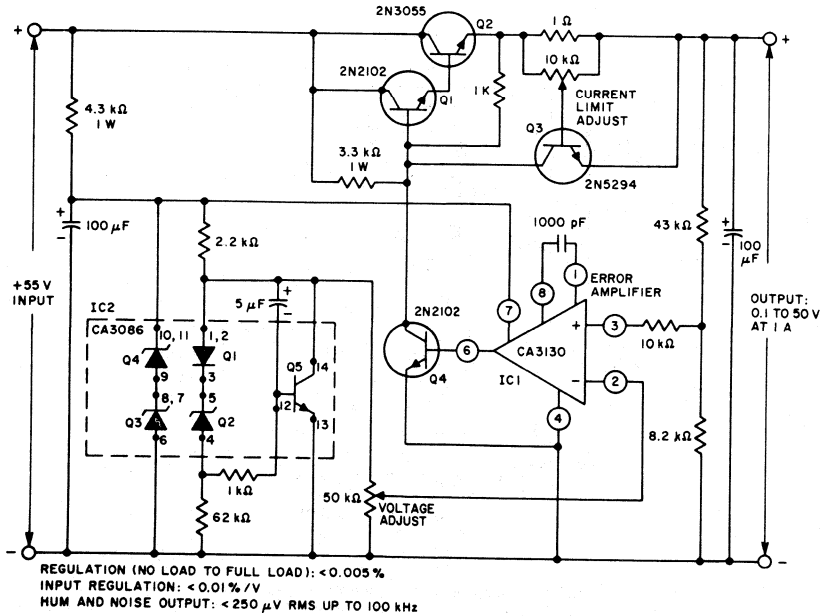 2N3055
Q2
1 Ω
+
+
2N2102
10 kΩ
Q1
1 K
CURRENT
LIMIT
ADJUST
4.3 kΩ
1 W
Q3
3.3 kΩ
1 W
2N5294
+
-
100 µF
1000 pF
43 kΩ
+
-
100
µF
2.2 kΩ
+55 V
INPUT
8
1
ERROR
AMPLIFIER
5 µF
+
-
OUTPUT:
0.1 TO 50 V
AT 1 A
IC2
CA3086
2N2102
7
10, 11
1, 2
+
3
Q4
Q1
Q5
14
6
CA3130
10 kΩ
9
3
Q4
IC1
-
2
8, 7
5
12
Q3
Q2
13
4
6
4
8.2 kΩ
1 kΩ
50 kΩ
VOLTAGE
ADJUST
62 kΩ
-
-
REGULATION (NO LOAD TO FULL LOAD): <0.005 %
INPUT REGULATION: <0.01 %/V
HUM AND NOISE OUTPUT: <250 µV RMS UP TO 100 kHz